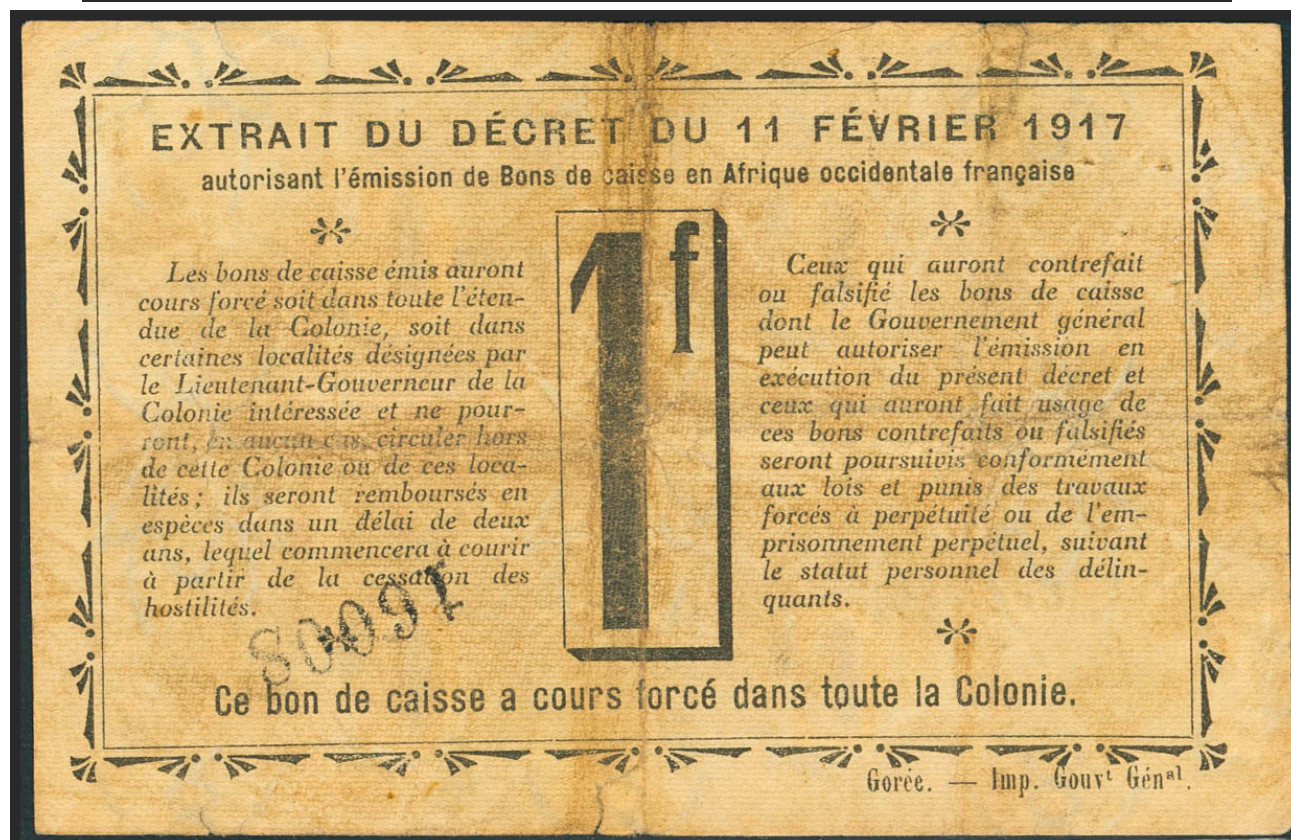 EXTRAIT DU DÉCRET DU 11 FÉVRIER 1917
autorisant l'émission de Bons de caisse en Afrique occidentale française
Les bons de caisse émis auront
cours forcé soit dans toute l'éten-
due de la Colonie, soit dans
certaines localités désignées par
le Lieutenant-Gouverneur de la
Colonie intéressée et ne pour-
ront, en aucun cas, circuler hors
de cette Colonie ou de ces loca-
lités ; ils seront remboursés en
espèces dans un délai de deux
ans, lequel commencera à courir
à partir de la cessation des
hostilités.
1f
Ceux qui auront contrefait
ou falsifié les bons de caisse
dont le Gouvernement général
peut autoriser l'émission en
exécution du présent décret et
ceux qui auront fait usage de
ces bons contrefaits ou falsifiés
seront poursuivis conformément
aux lois et punis des travaux
forcés à perpétuité ou de l'em-
prisonnement perpétuel, suivant
le statut personnel des délin-
quants.
Ce bon de caisse a cours forcé dans toute la Colonie.
Gorée. — Imp. Gouvt Génal.